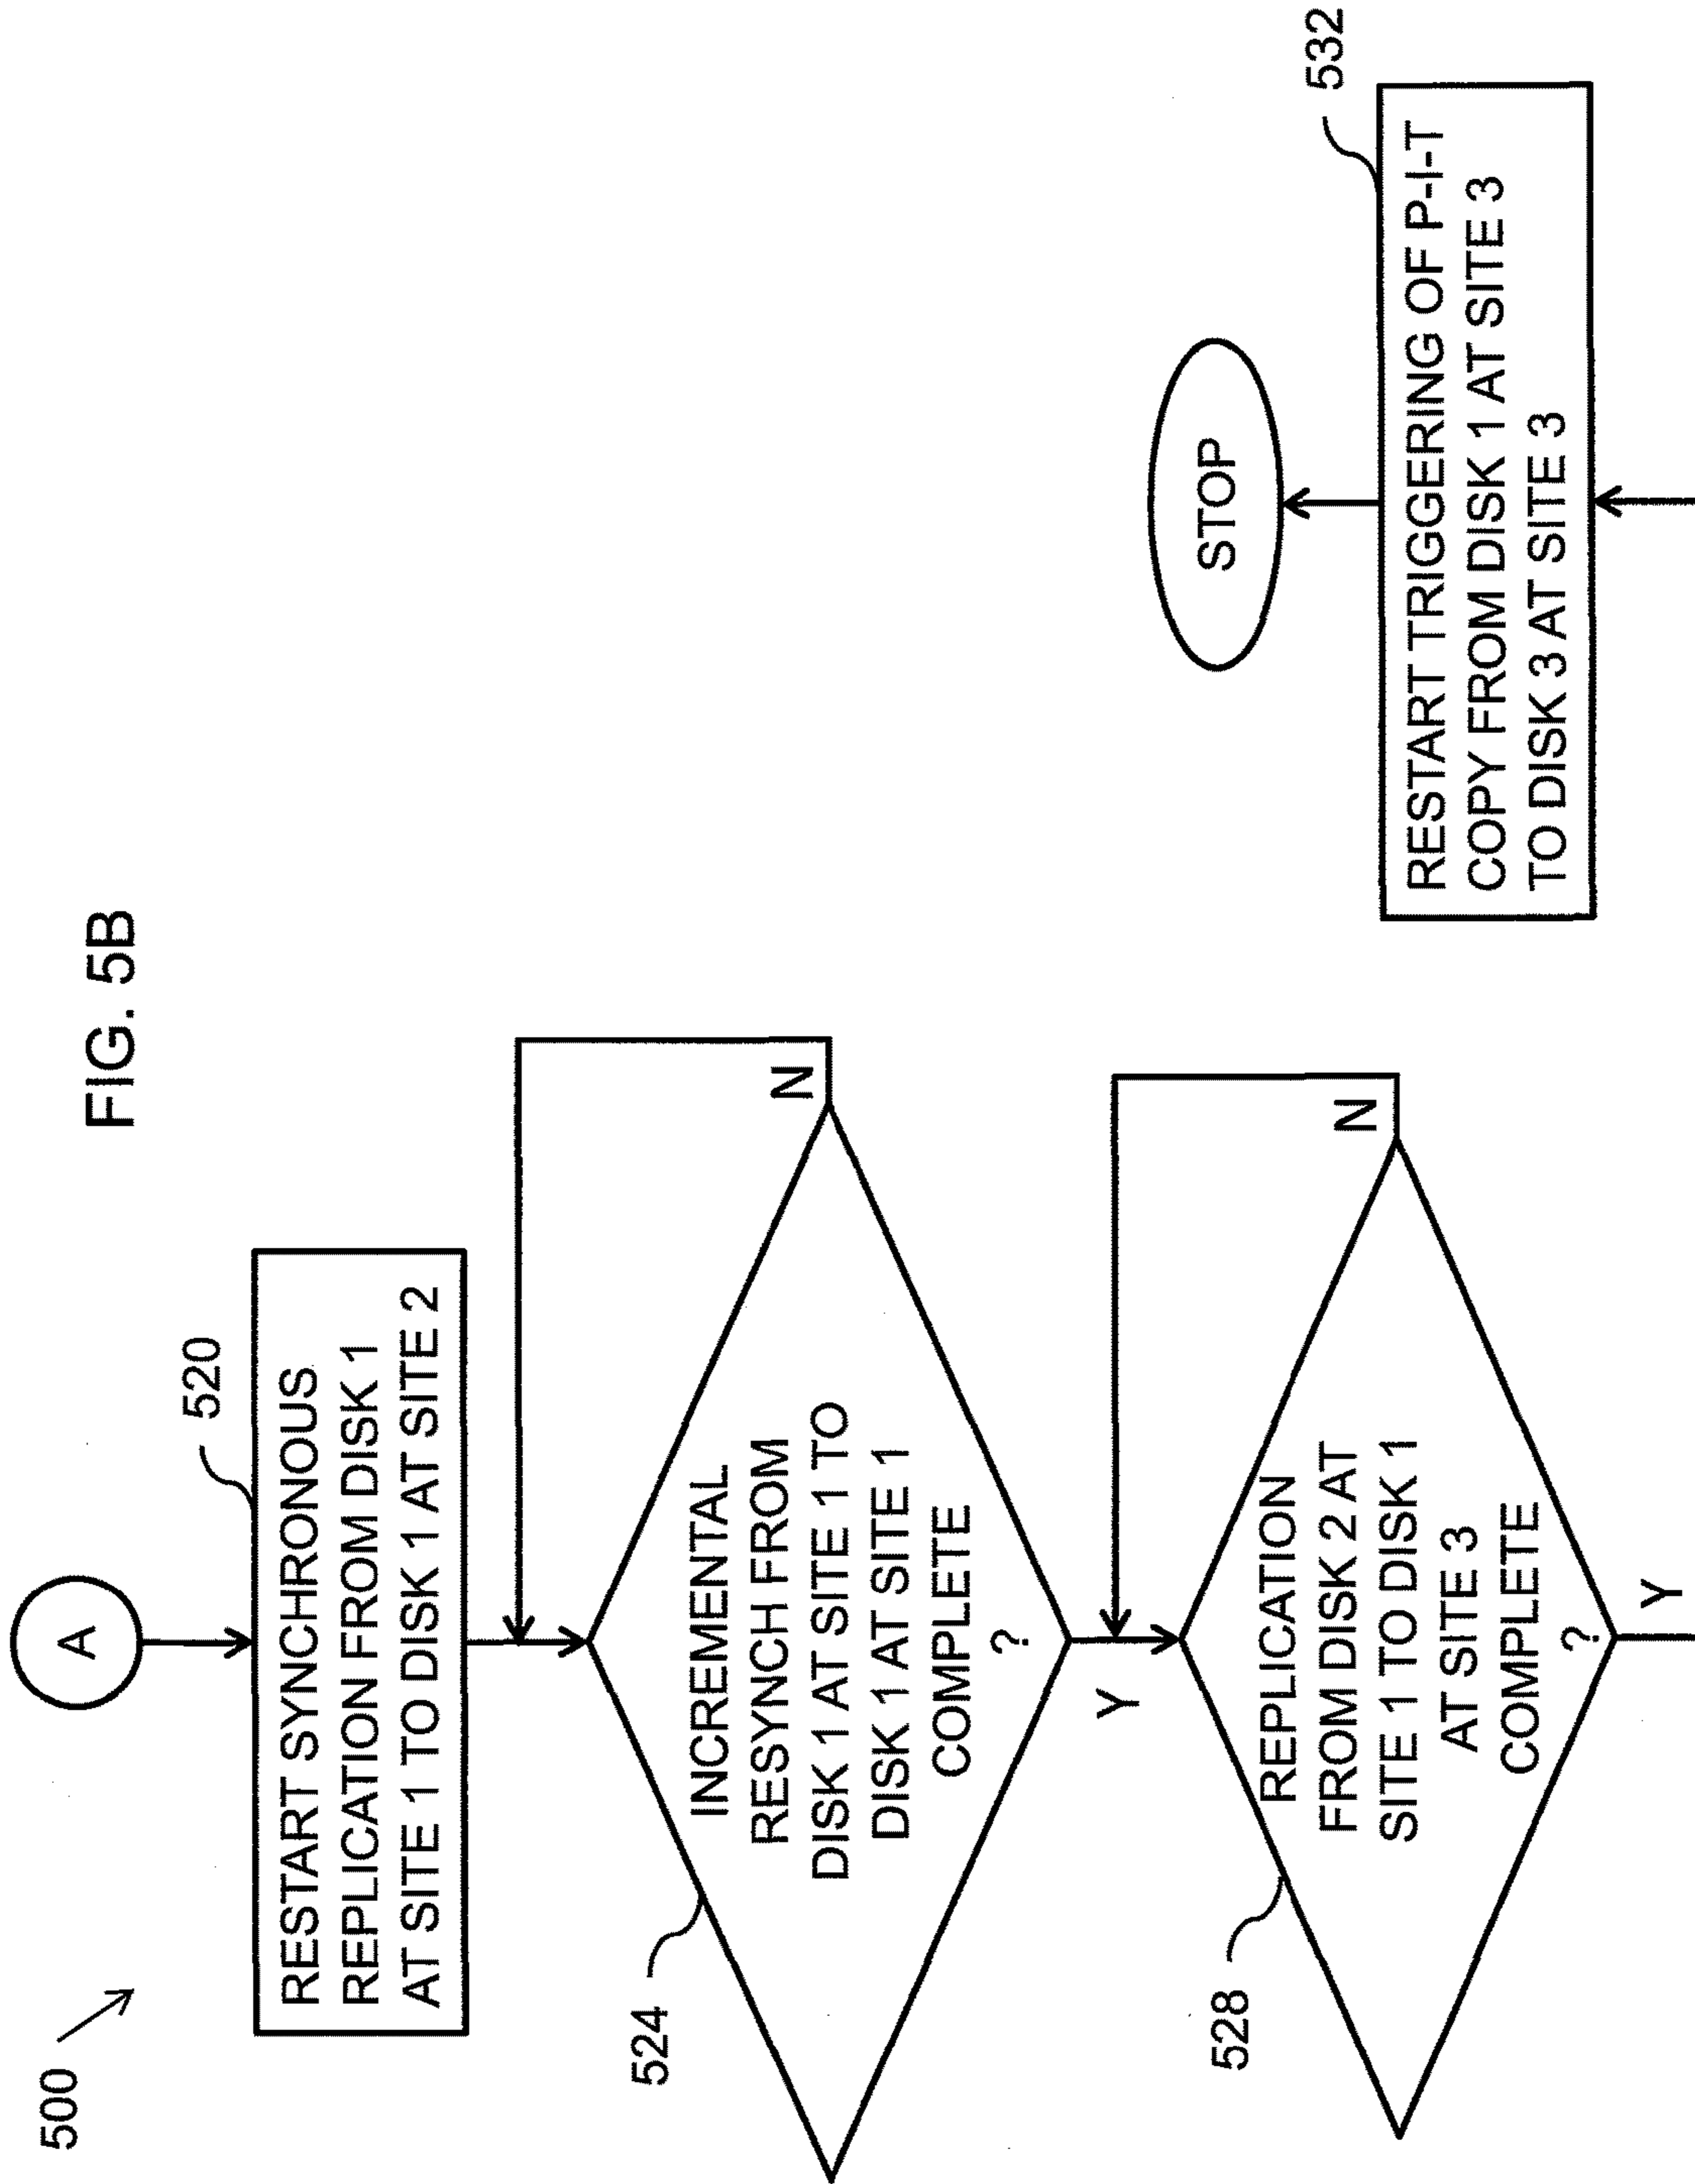 500
FIG. 5B
A
520
RESTART SYNCHRONOUS
REPLICATION FROM DISK 1
AT SITE 1 TO DISK 1 AT SITE 2
524
INCREMENTAL
RESYNCH FROM
DISK 1 AT SITE 1 TO
DISK 1 AT SITE 1
COMPLETE
?
N
Y
528
REPLICATION
FROM DISK 2 AT
SITE 1 TO DISK 1
AT SITE 3
COMPLETE
?
N
Y
532
RESTART TRIGGERING OF P-I-T
COPY FROM DISK 1 AT SITE 3
TO DISK 3 AT SITE 3
STOP